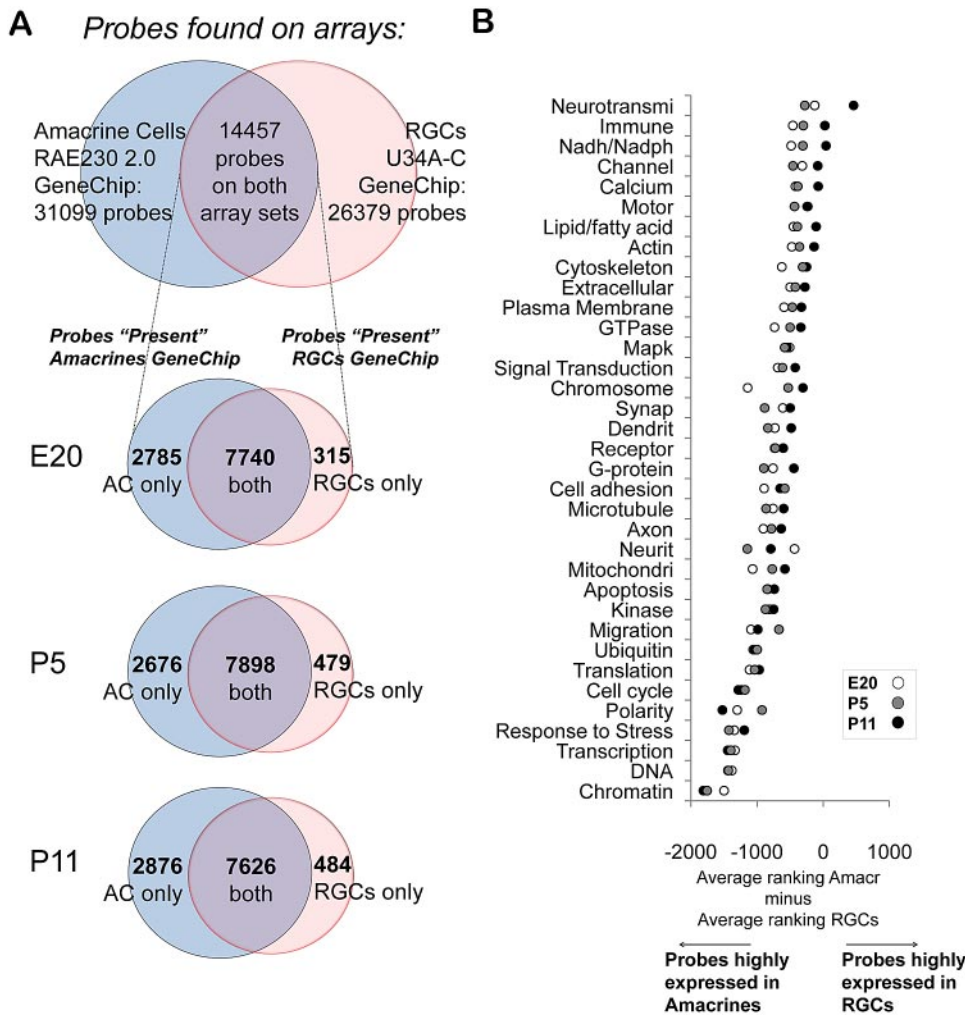 A
Probes found on arrays:
Amacrine Cells
RAE230 2.0
GeneChip:
31099 probes
14457
probes
on both
array sets
RGCs
U34A-C
GeneChip:
26379 probes
Probes “Present”
Amacrines GeneChip
Probes “Present”
RGCs GeneChip
E20
2785
AC only
7740
both
315
RGCs only
P5
2676
AC only
7898
both
479
RGCs only
P11
2876
AC only
7626
both
484
RGCs only
B
Neurotransmi
Immune
Nadh/Nadph
Channel
Calcium
Motor
Lipid/fatty acid
Actin
Cytoskeleton
Extracellular
Plasma Membrane
GTPase
Mapk
Signal Transduction
Chromosome
Synap
Dendrit
Receptor
G-protein
Cell adhesion
Microtubule
Axon
Neurit
Mitochondri
Apoptosis
Kinase
Migration
Ubiquitin
Translation
Cell cycle
Polarity
Response to Stress
Transcription
DNA
Chromatin
E20
P5
P11
-2000 -1000 0 1000
Average ranking Amacr
minus
Average ranking RGCs
Probes highly
expressed in
Amacrines
Probes highly
expressed in
RGCs